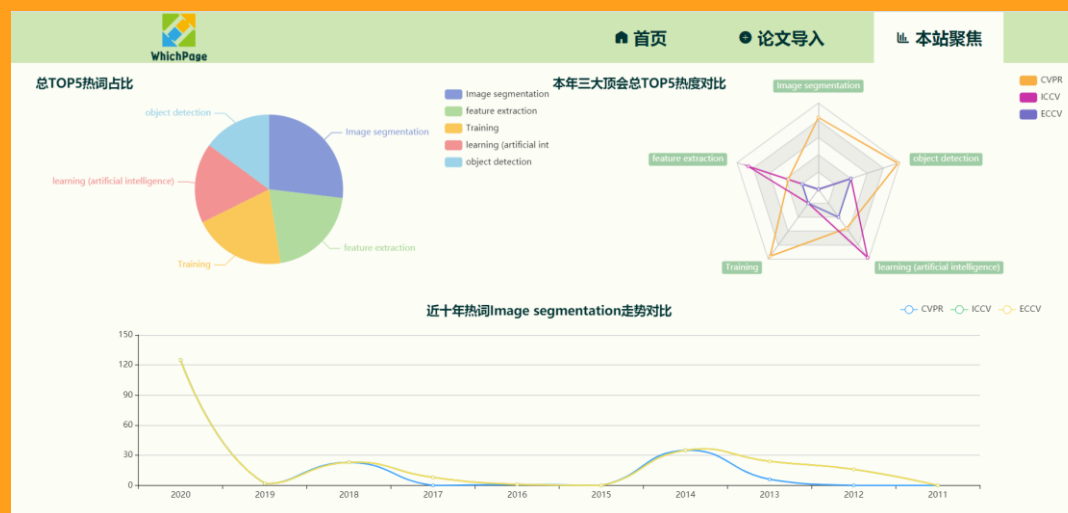 WhichPage
首页
论文导入
本站聚焦
总TOP5热词占比
object detection
Image segmentation
learning (artificial intelligence)
feature extraction
Training
Image segmentation
feature extraction
Training
learning (artificial int
object detection
本年三大顶会总TOP5热度对比
Image segmentation
feature extraction
object detection
Training
learning (artificial intelligence)
CVPR
ICCV
ECCV
近十年热词Image segmentation走势对比
CVPR ICCV ECCV
150
120
90
60
30
0
2020 2019 2018 2017 2016 2015 2014 2013 2012 2011